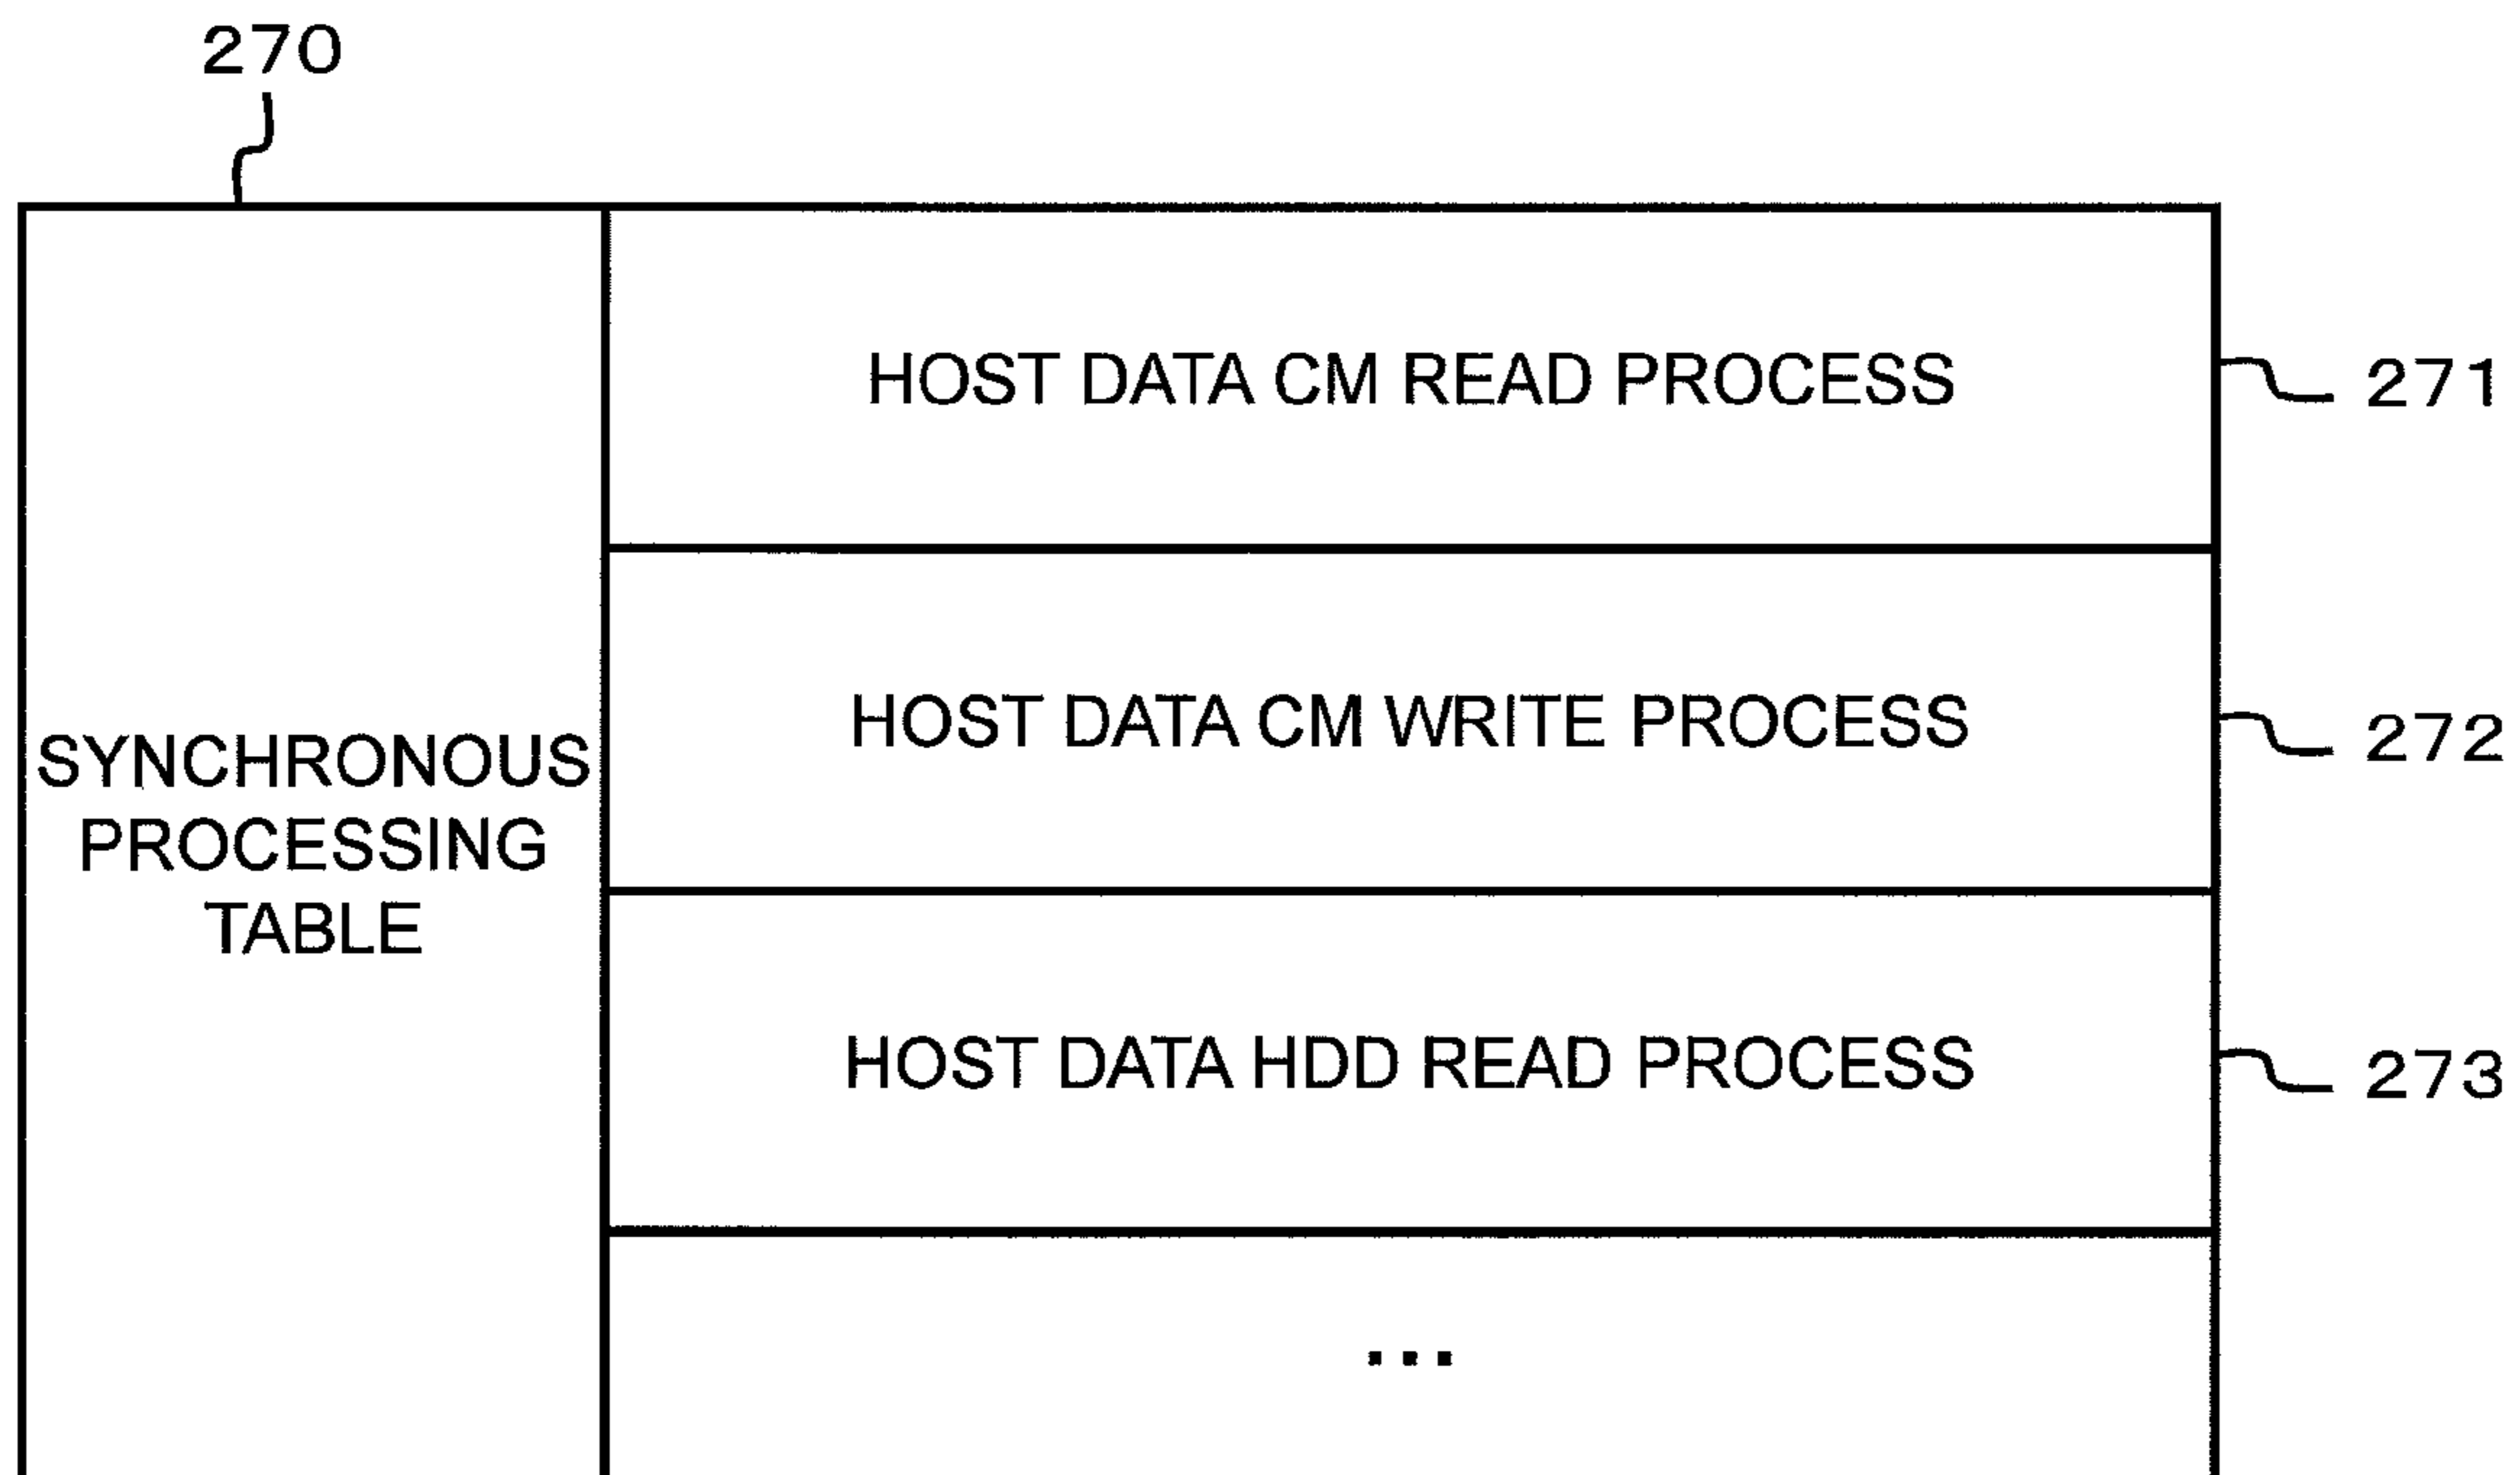 270
HOST DATA CM READ PROCESS
271
HOST DATA CM WRITE PROCESS
272
SYNCHRONOUS
PROCESSING
TABLE
HOST DATA HDD READ PROCESS
273
...